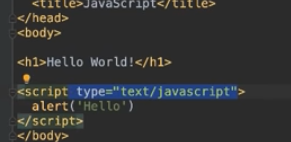 <title>JavaScript</title>
</head>
<body>
<h1>Hello World!</h1>
<script type="text/javascript">
alert('Hello')
</script>
</body>